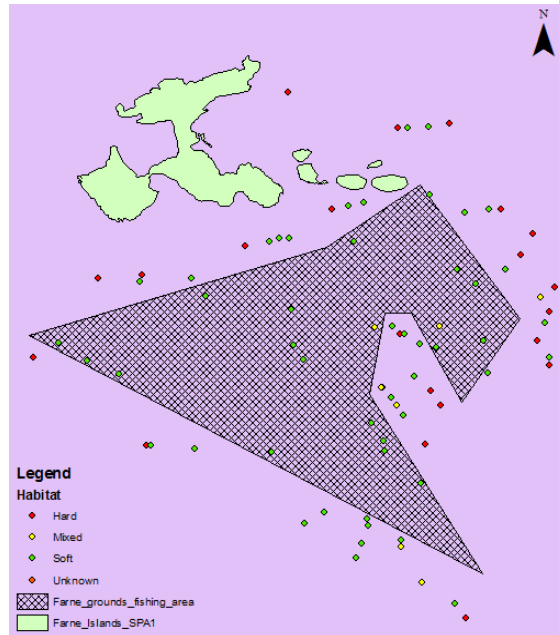 N
Legend
Habitat
Hard
Mixed
Soft
Unknown
Farne_grounds_fishing_area
Farne_Islands_SPA1